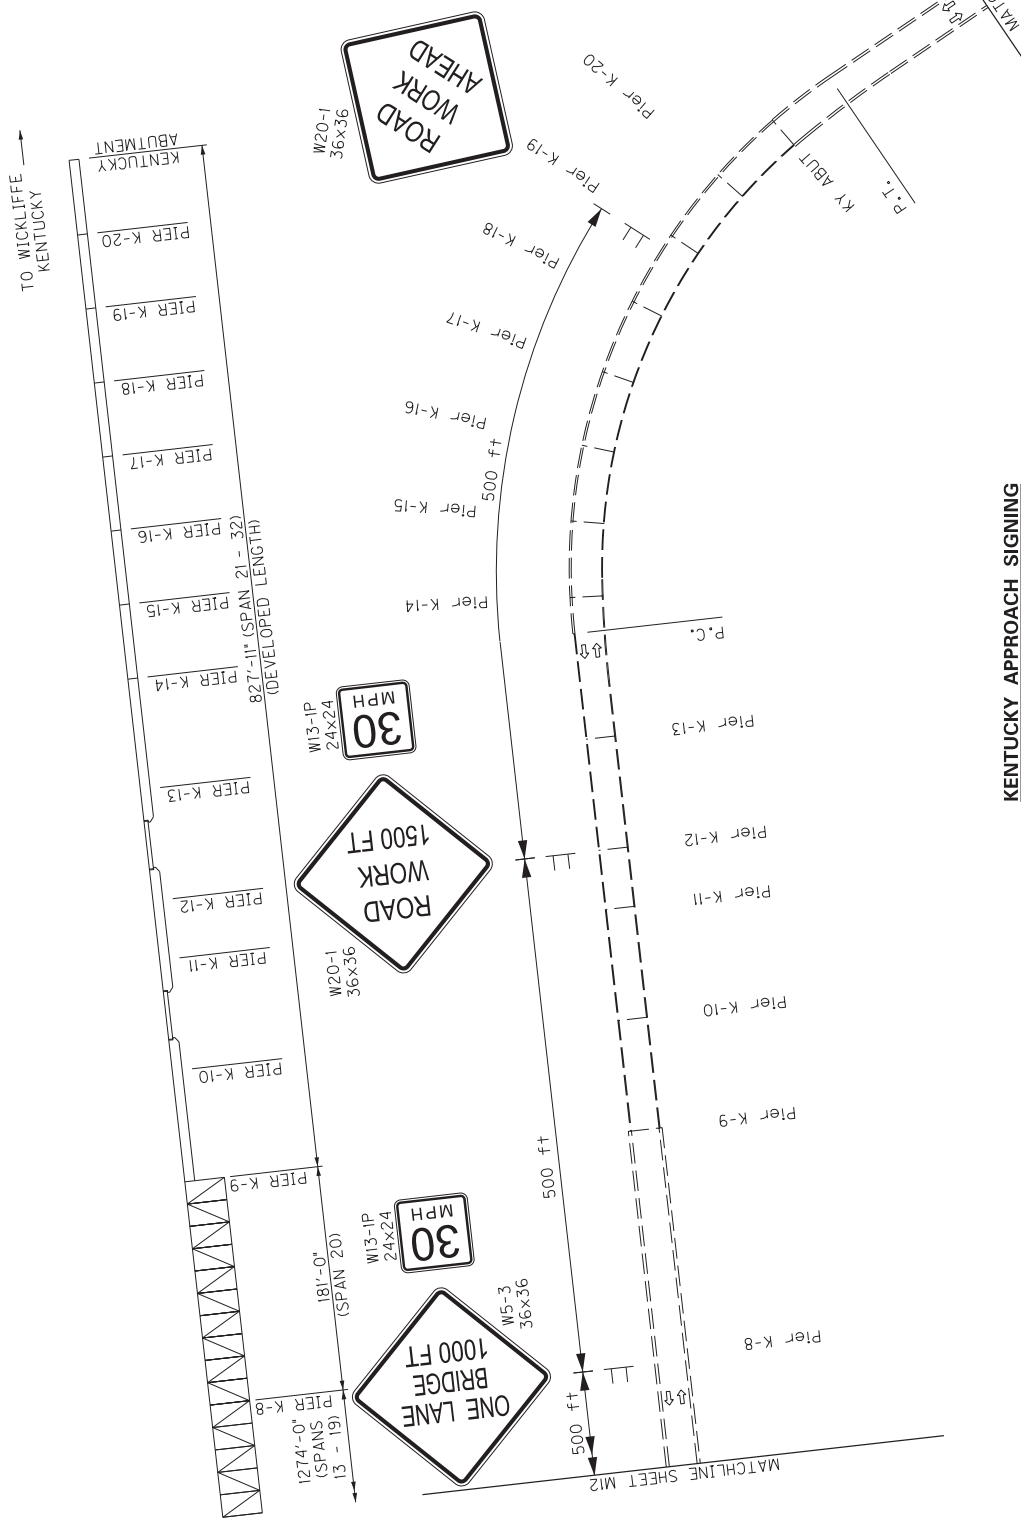 TO WICKLIFFE
KENTUCKY
KENTUCKY
ABUTMENT
PIER K-20
PIER K-19
PIER K-18
PIER K-17
PIER K-16
PIER K-15
PIER K-14
PIER K-13
PIER K-12
PIER K-11
PIER K-10
PIER K-9
PIER K-8
827'-11" (SPAN 21 - 32)
(DEVELOPED LENGTH)
181'-0"
(SPAN 20)
1274'-0"
(SPANS
13 - 19)
W20-1
36x36
ROAD
WORK
AHEAD
W13-1P
24x24
30
MPH
W20-1
36x36
ROAD
WORK
1500 FT
W13-1P
24x24
30
MPH
W5-3
36x36
ONE LANE
BRIDGE
1000 FT
Pier K-20
Pier K-19
Pier K-18
Pier K-17
Pier K-16
Pier K-15
Pier K-14
500 ft
500 ft
500 ft
KY ABUT
P.T.
P.C.
Pier K-13
Pier K-12
Pier K-11
Pier K-10
Pier K-9
Pier K-8
MATCHLINE SHEET M12
KENTUCKY APPROACH SIGNING